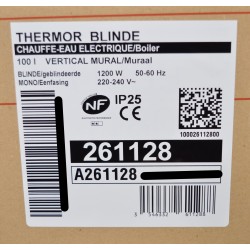 THERMOR BLINDE
CHAUFFE-EAU ELECTRIQUE/Boiler
100 l VERTICAL MURAL/Muraal
BLINDE/geblindeerde 1200 W 50-60 Hz
MONO/Eenfasing 220-240 V~
NF IP25
CE
100026112800
261128
A261128